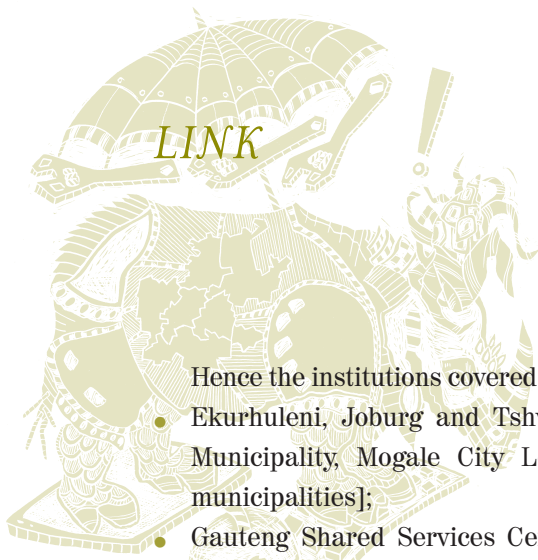 LINK
Hence the institutions covered
• Ekurhuleni, Joburg and
Municipality, Mogale City
municipalities];
• Gauteng Shared Services